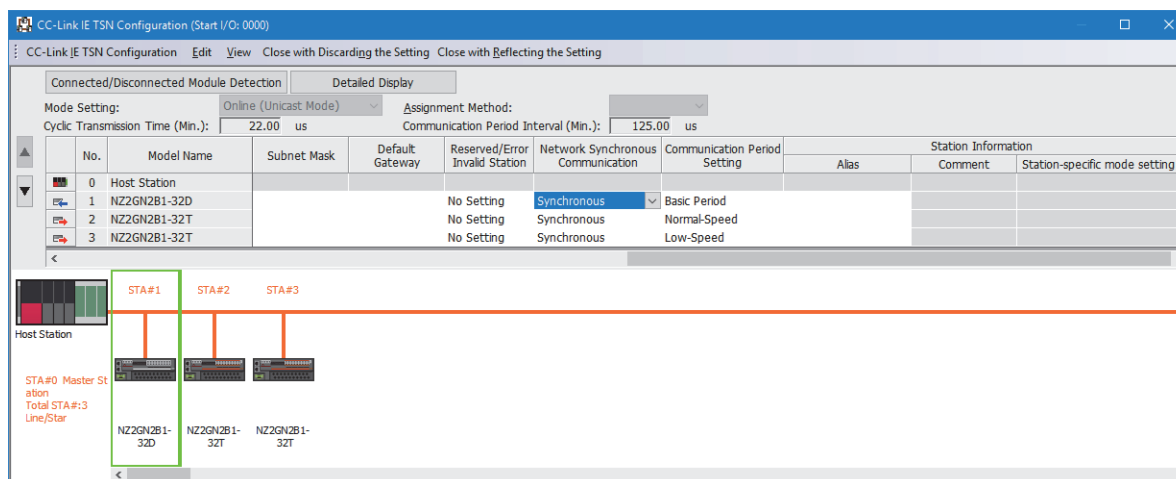 CC-Link IE TSN Configuration (Start I/O: 0000)
CC-Link IE TSN Configuration Edit View Close with Discarding the Setting Close with Reflecting the Setting
Connected/Disconnected Module Detection Detailed Display
Mode Setting: Online (Unicast Mode) Assignment Method:
Cyclic Transmission Time (Min.): 22.00 us Communication Period Interval (Min.): 125.00 us
No. Model Name Subnet Mask Default Gateway Reserved/Error Invalid Station Network Synchronous Communication Communication Period Setting Station Information
Alias Comment Station-specific mode setting
0 Host Station
1 NZ2GN2B1-32D No Setting Synchronous Basic Period
2 NZ2GN2B1-32T No Setting Synchronous Normal-Speed
3 NZ2GN2B1-32T No Setting Synchronous Low-Speed
STA#1 STA#2 STA#3
Host Station
STA#0 Master St
ation
Total STA#:3
Line/Star
NZ2GN2B1- NZ2GN2B1- NZ2GN2B1-
32D 32T 32T